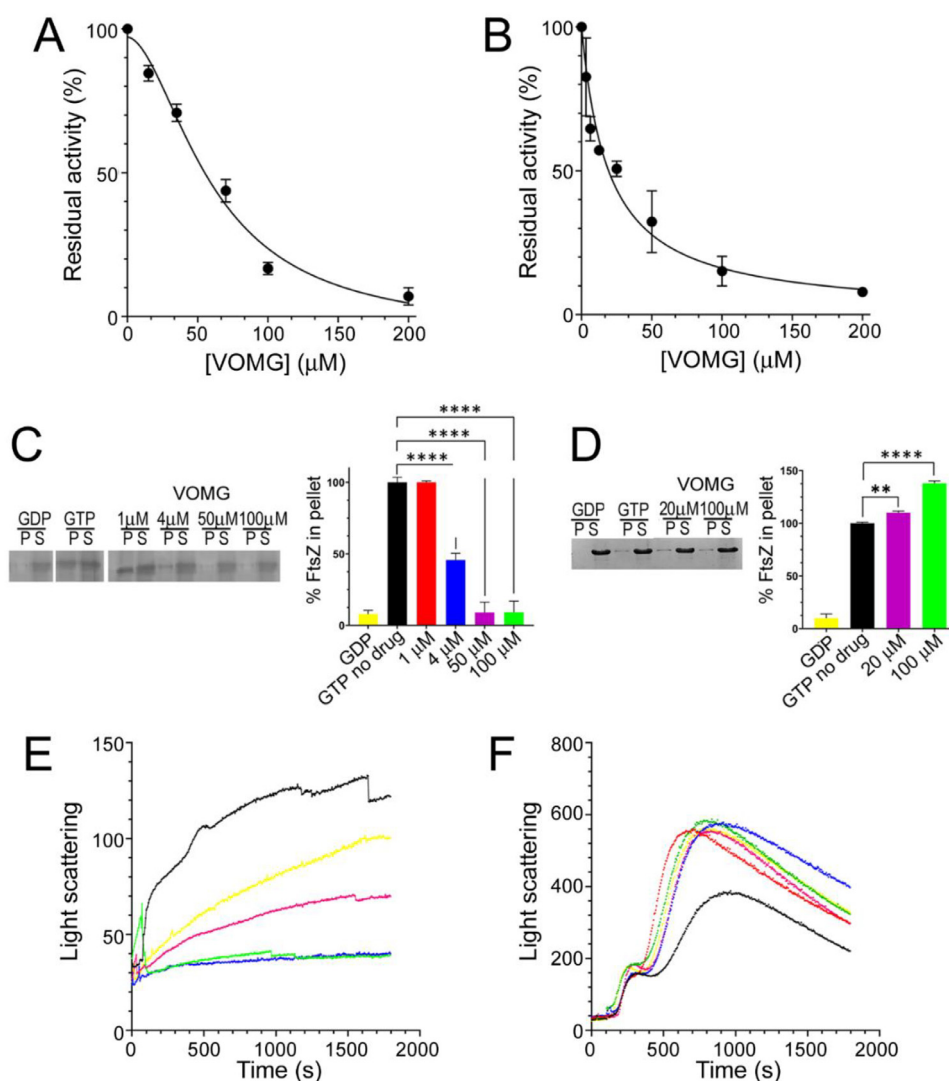 A
Residual activity (%)
100
50
0
0 50 100 150 200
[VOMG] (μM)
B
Residual activity (%)
100
50
0
0 50 100 150 200
[VOMG] (μM)
C
VOMG
GDP GTP 1μM 4μM 50μM 100μM
P S P S P S P S P S P S
% FtsZ in pellet
100
50
0
****
****
****
GDP
GTP no drug
1 μM
4 μM
50 μM
100 μM
D
VOMG
GDP GTP 20μM 100μM
P S P S P S P S
% FtsZ in pellet
150
100
50
0
****
**
GDP
GTP no drug
20 μM
100 μM
E
Light scattering
150
100
50
0
0 500 1000 1500 2000
Time (s)
F
Light scattering
800
600
400
200
0
0 500 1000 1500 2000
Time (s)